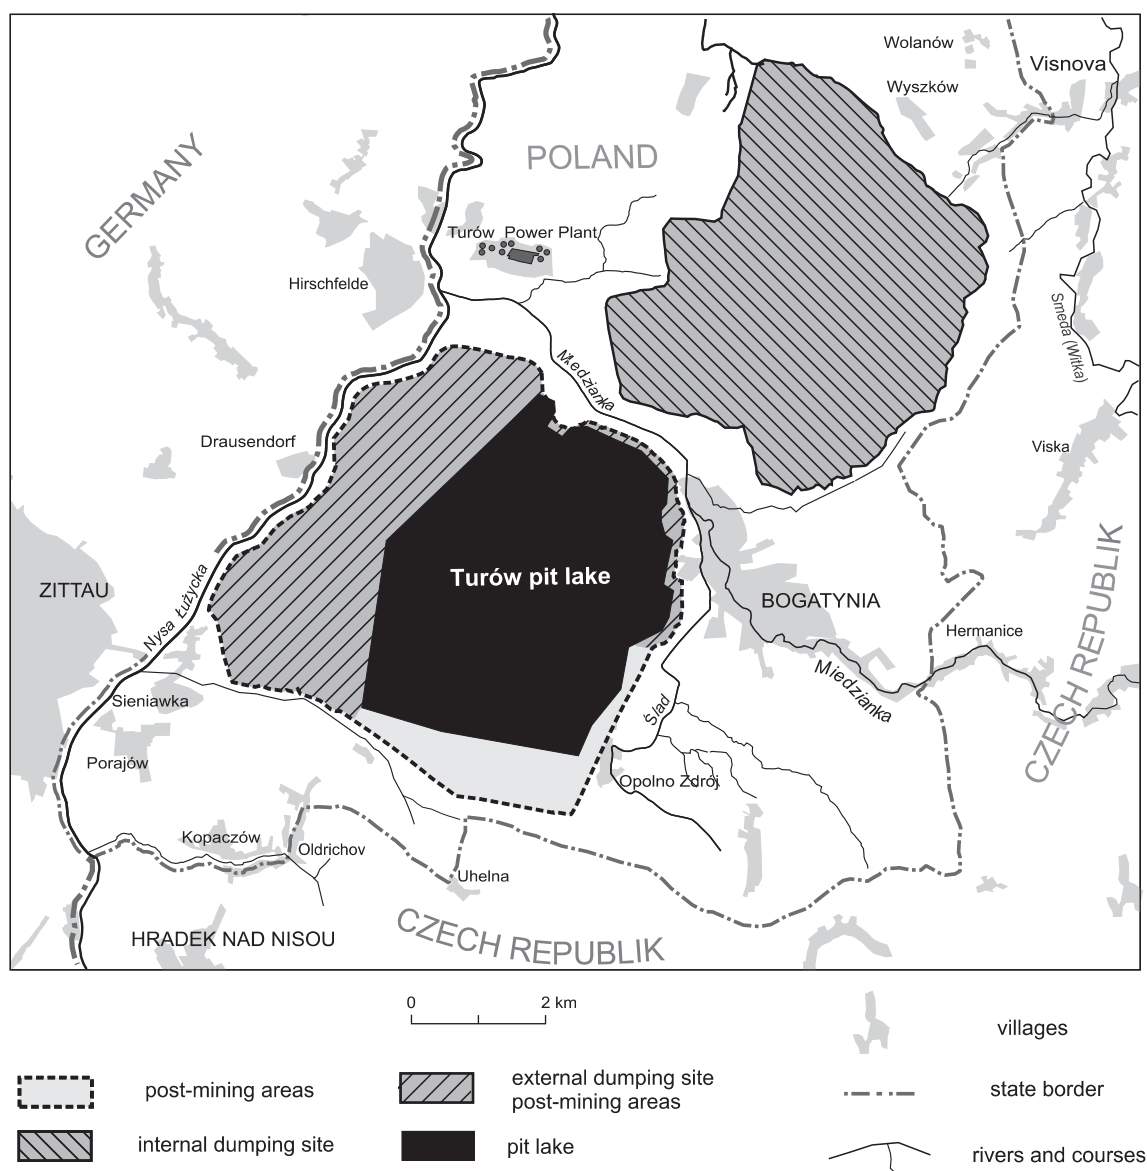 Wolanów
Visnova
Wyszków
GERMANY
POLAND
Turów Power Plant
Hirschfelde
Smeda (Witka)
Miedzianka
Drausendorf
Viska
Turów pit lake
ZITTAU
BOGATYNIA
CZECH REPUBLIK
Nysa Łużycka
Hermanice
Miedzianka
Sieniawka
Ślad
Porajów
Opolno Zdrój
Kopaczów
Oldrichov
Uhelna
HRADEK NAD NISOU
CZECH REPUBLIK
0 2 km
villages
post-mining areas
external dumping site
post-mining areas
state border
internal dumping site
pit lake
rivers and courses